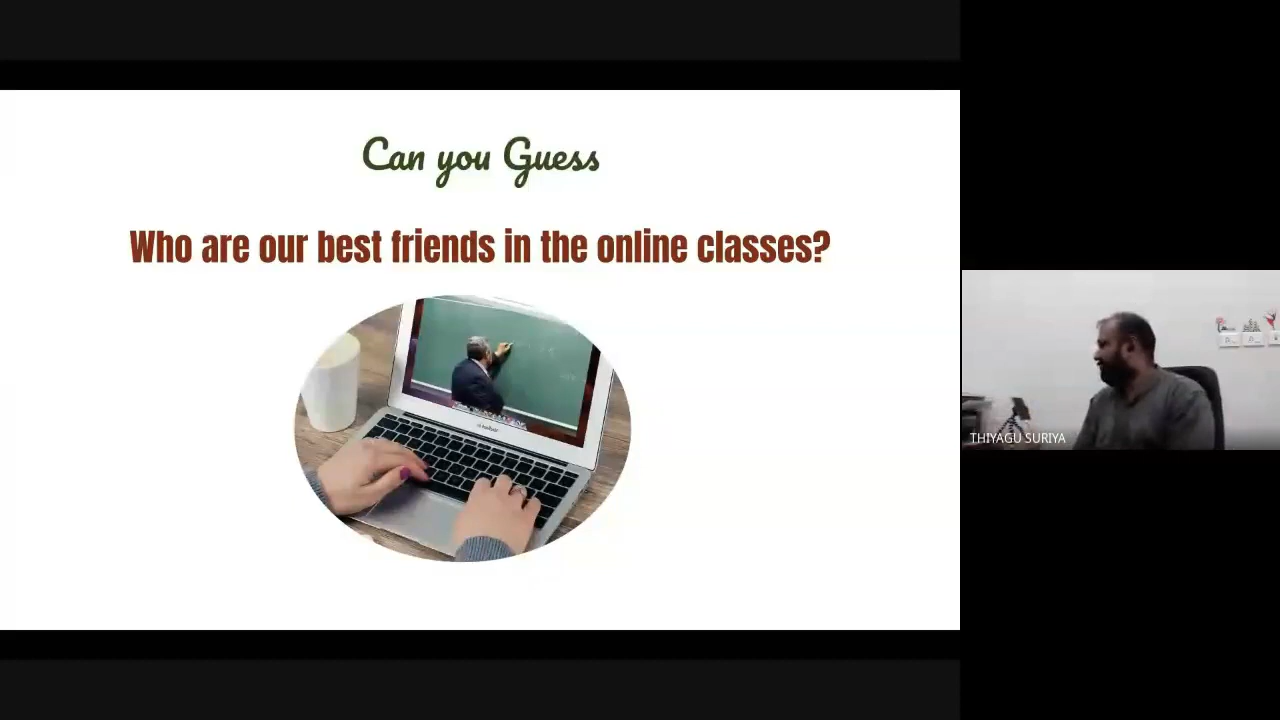 Can you Guess
Who are our best friends in the online classes?
THIYAGU SURIYA